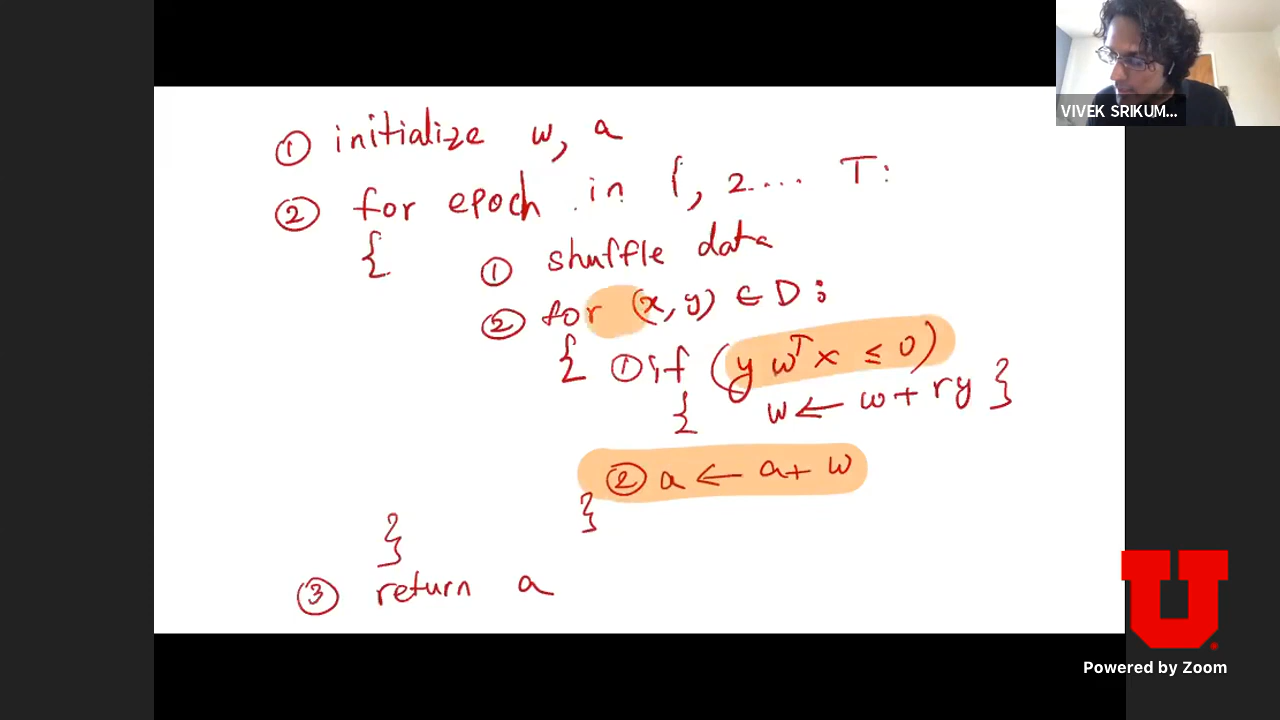 VIVEK SRIKUM...
① initialize w, a
② for epoch in 1, 2... T:
{ ① shuffle data
② for (x, y) ∈ D:
{ ① if (y wᵀx ≤ 0)
{ w ← w + ry }
② a ← a + w
}
}
③ return a
U
Powered by Zoom